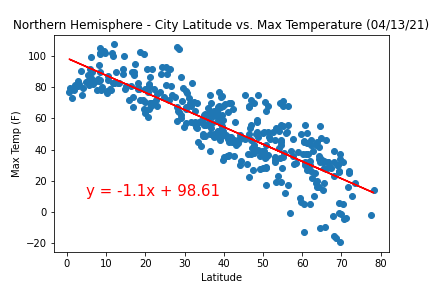 Northern Hemisphere - City Latitude vs. Max Temperature (04/13/21)
Max Temp (F)
100
80
60
40
20
0
−20
y = -1.1x + 98.61
0 10 20 30 40 50 60 70 80
Latitude